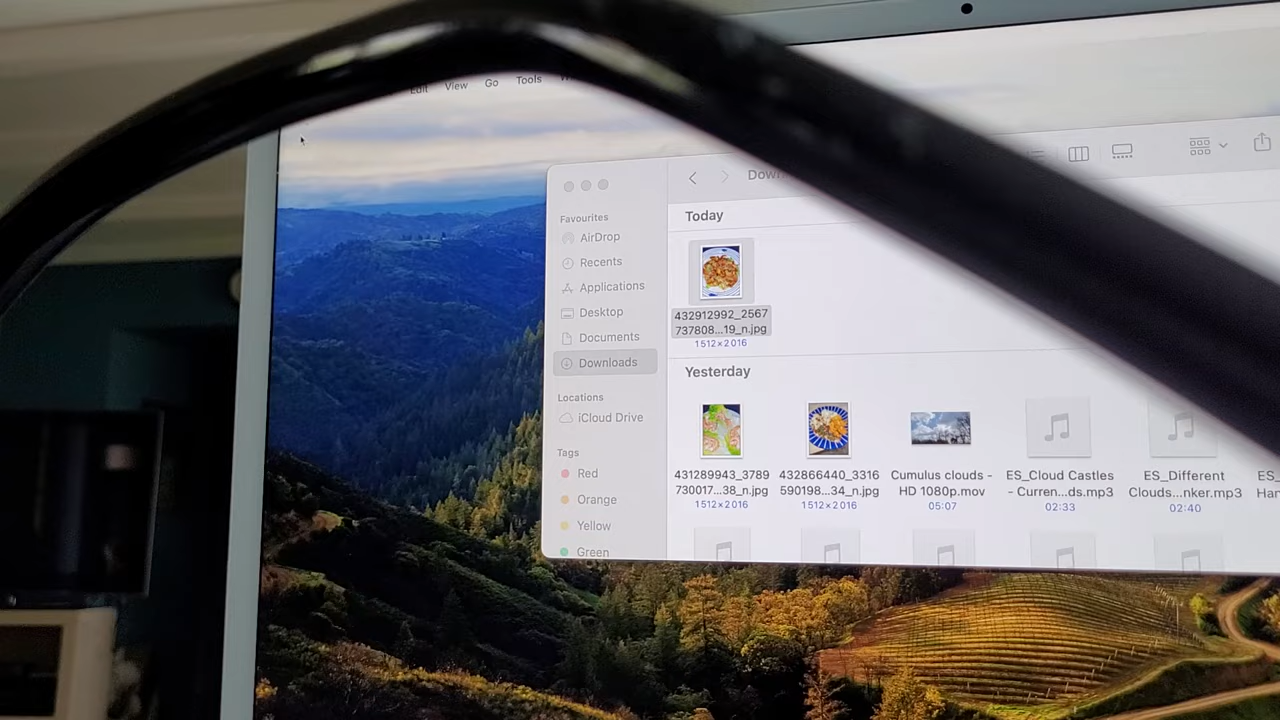 Edit View Go Tools
Favourites
AirDrop
Recents
Applications
Desktop
Documents
Downloads
Locations
iCloud Drive
Tags
Red
Orange
Yellow
Green
Today
432912992_2567
737808...19_n.jpg
1512×2016
Yesterday
431289943_3789
730017...38_n.jpg
1512×2016
432866440_3316
590198...34_n.jpg
1512×2016
Cumulus clouds -
HD 1080p.mov
05:07
ES_Cloud Castles
- Curren...ds.mp3
02:33
ES_Different
Clouds...nker.mp3
02:40
ES_